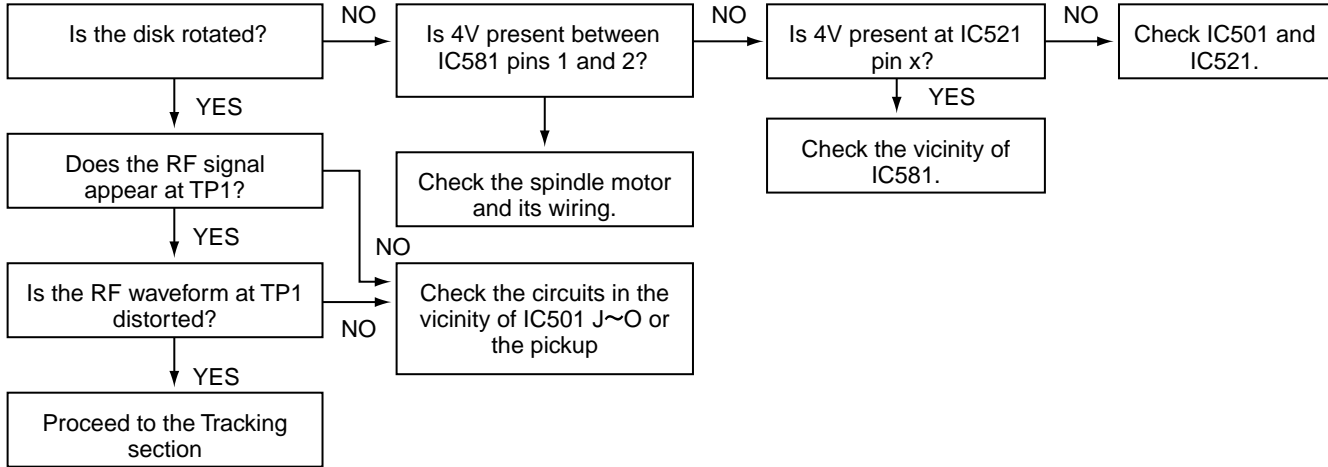 Is the disk rotated?
NO
Is 4V present between
IC581 pins 1 and 2?
NO
Is 4V present at IC521
pin x?
NO
Check IC501 and
IC521.
YES
YES
Does the RF signal
appear at TP1?
Check the spindle motor
and its wiring.
Check the vicinity of
IC581.
YES
NO
Is the RF waveform at TP1
distorted?
NO
Check the circuits in the
vicinity of IC501 J~O or
the pickup
YES
Proceed to the Tracking
section